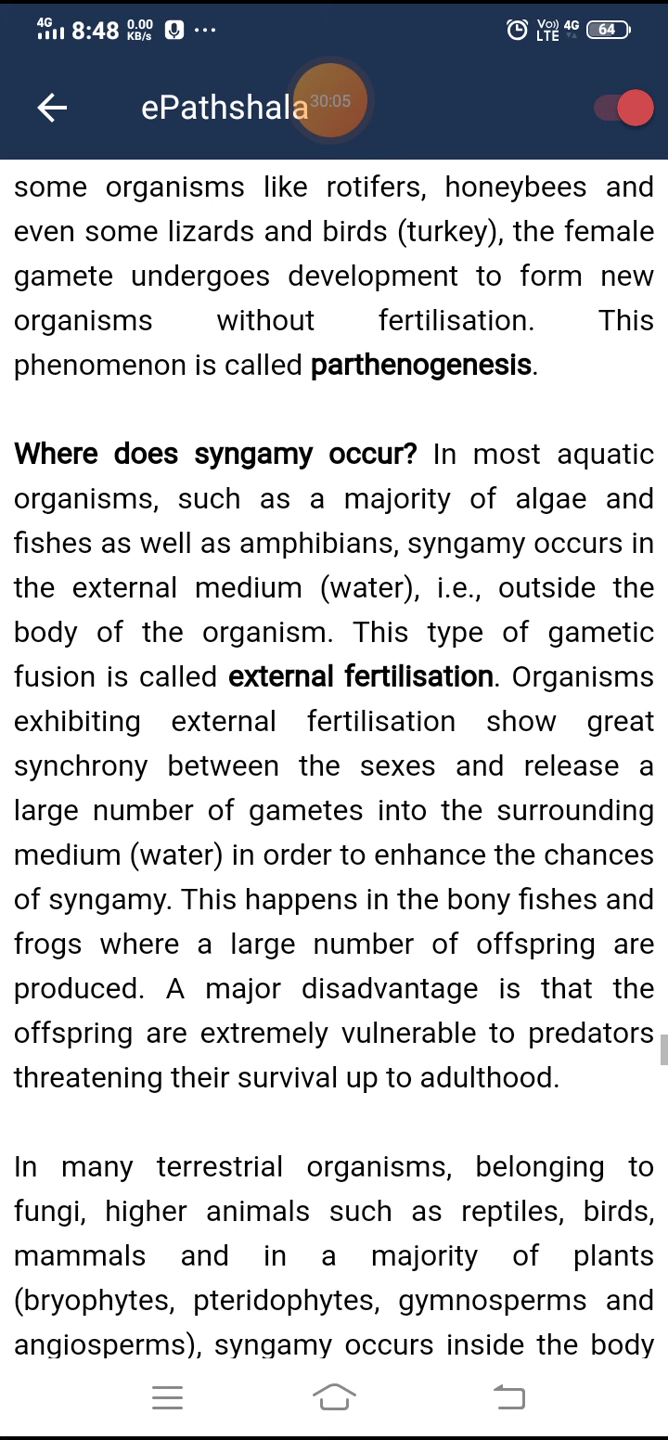 4G 8:48 0.00 KB/s ... Vo)) LTE 4G 64
ePathshala 30:05
some organisms like rotifers, honeybees and
even some lizards and birds (turkey), the female
gamete undergoes development to form new
organisms without fertilisation. This
phenomenon is called parthenogenesis.
Where does syngamy occur? In most aquatic
organisms, such as a majority of algae and
fishes as well as amphibians, syngamy occurs in
the external medium (water), i.e., outside the
body of the organism. This type of gametic
fusion is called external fertilisation. Organisms
exhibiting external fertilisation show great
synchrony between the sexes and release a
large number of gametes into the surrounding
medium (water) in order to enhance the chances
of syngamy. This happens in the bony fishes and
frogs where a large number of offspring are
produced. A major disadvantage is that the
offspring are extremely vulnerable to predators
threatening their survival up to adulthood.
In many terrestrial organisms, belonging to
fungi, higher animals such as reptiles, birds,
mammals and in a majority of plants
(bryophytes, pteridophytes, gymnosperms and
angiosperms), syngamy occurs inside the body